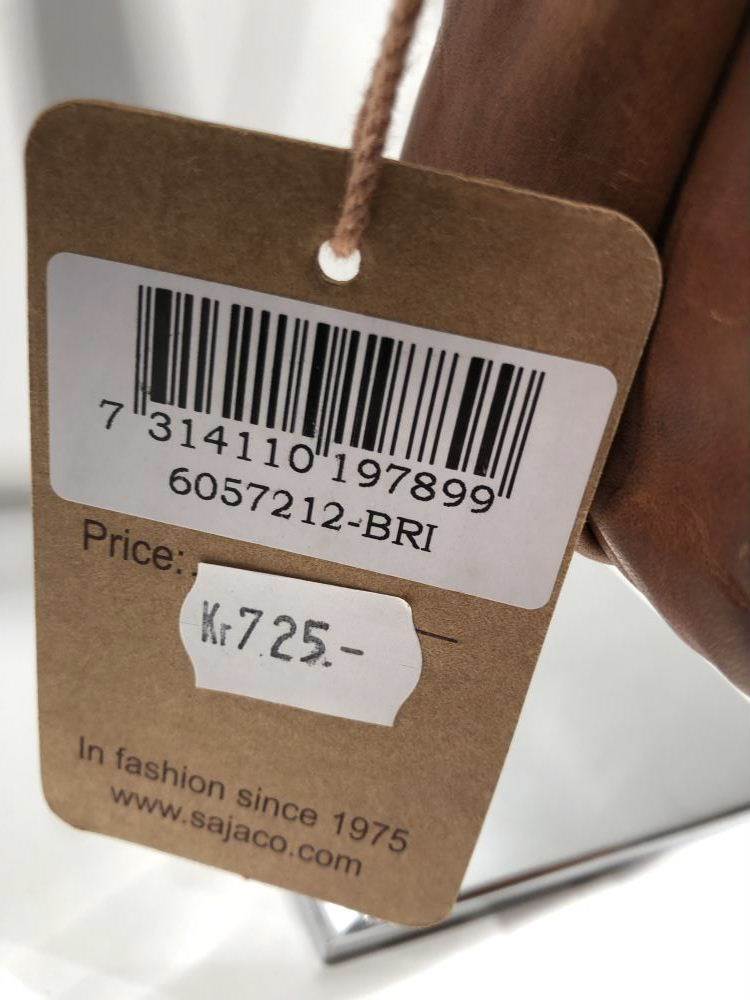 7 314110 197899
6057212-BRI
Price:
Kr725.-
In fashion since 1975
www.sajaco.com